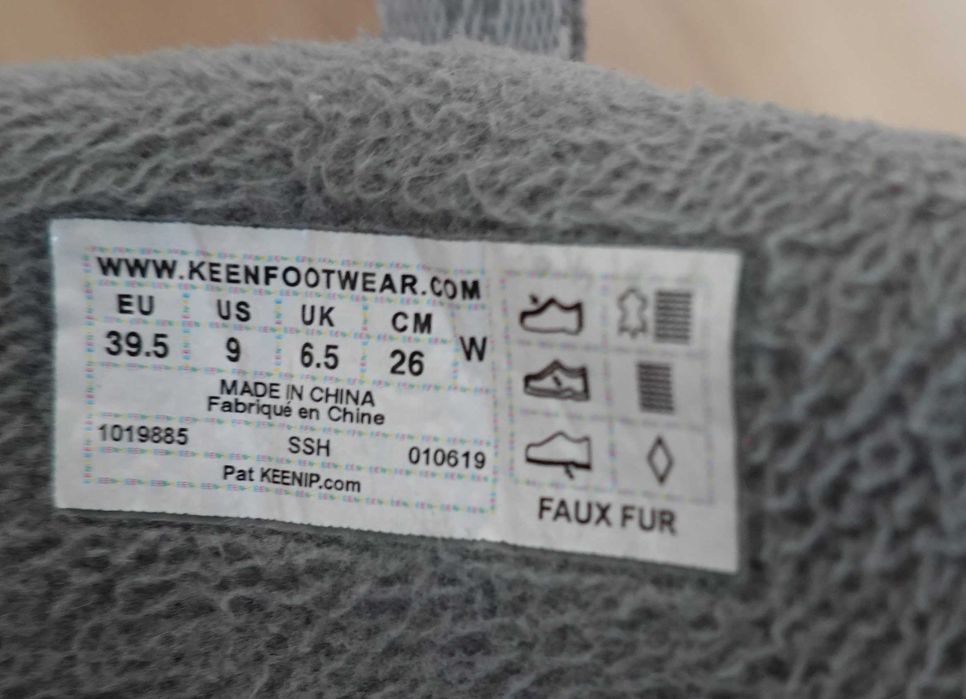 WWW.KEENFOOTWEAR.COM
EU US UK CM
39.5 9 6.5 26 W
MADE IN CHINA
Fabriqué en Chine
1019885 SSH 010619
Pat KEENIP.com
FAUX FUR